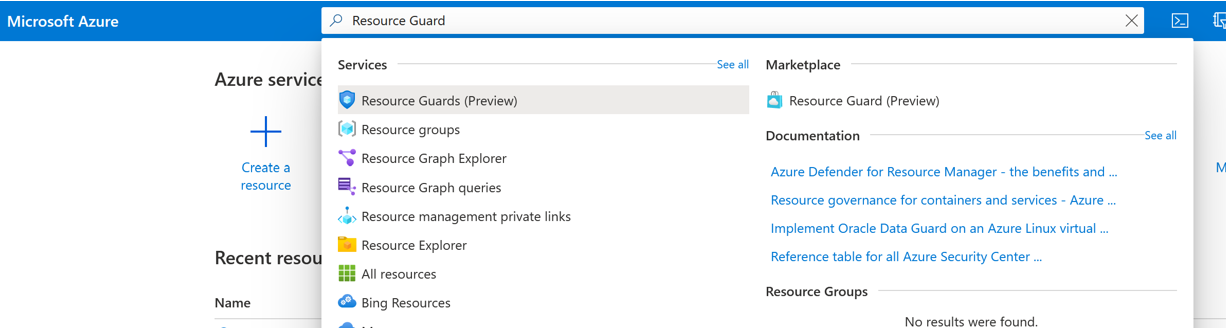 Microsoft Azure
Resource Guard
Azure service
Create a
resource
Recent resou
Name
Services
See all
Resource Guards (Preview)
Resource groups
Resource Graph Explorer
Resource Graph queries
Resource management private links
Resource Explorer
All resources
Bing Resources
Marketplace
Resource Guard (Preview)
Documentation
See all
Azure Defender for Resource Manager - the benefits and ...
Resource governance for containers and services - Azure ...
Implement Oracle Data Guard on an Azure Linux virtual ...
Reference table for all Azure Security Center ...
Resource Groups
No results were found.
M